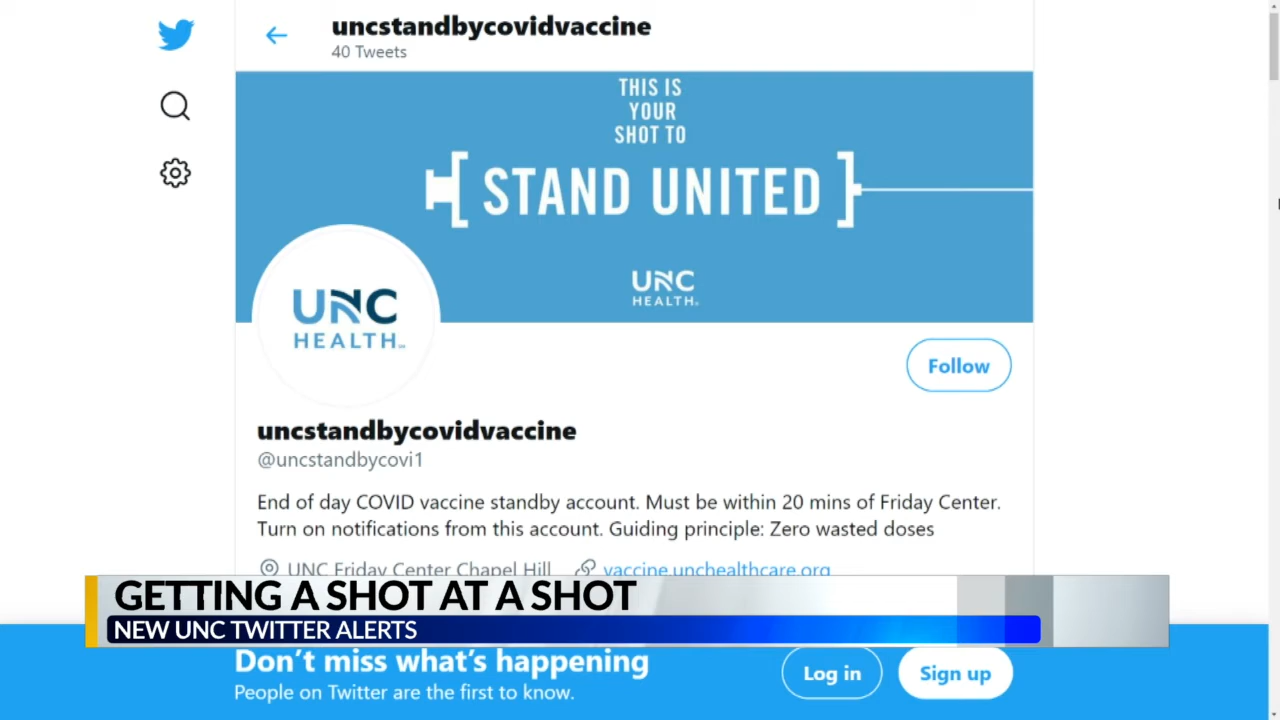 uncstandbycovidvaccine
40 Tweets
THIS IS
YOUR
SHOT TO
STAND UNITED
UNC
HEALTH
UNC
HEALTH
Follow
uncstandbycovidvaccine
@uncstandbycovi1
End of day COVID vaccine standby account. Must be within 20 mins of Friday Center.
Turn on notifications from this account. Guiding principle: Zero wasted doses
UNC Friday Center Chapel Hill vaccine.unchealthcare.org
GETTING A SHOT AT A SHOT
NEW UNC TWITTER ALERTS
Don't miss what's happening
People on Twitter are the first to know.
Log in
Sign up